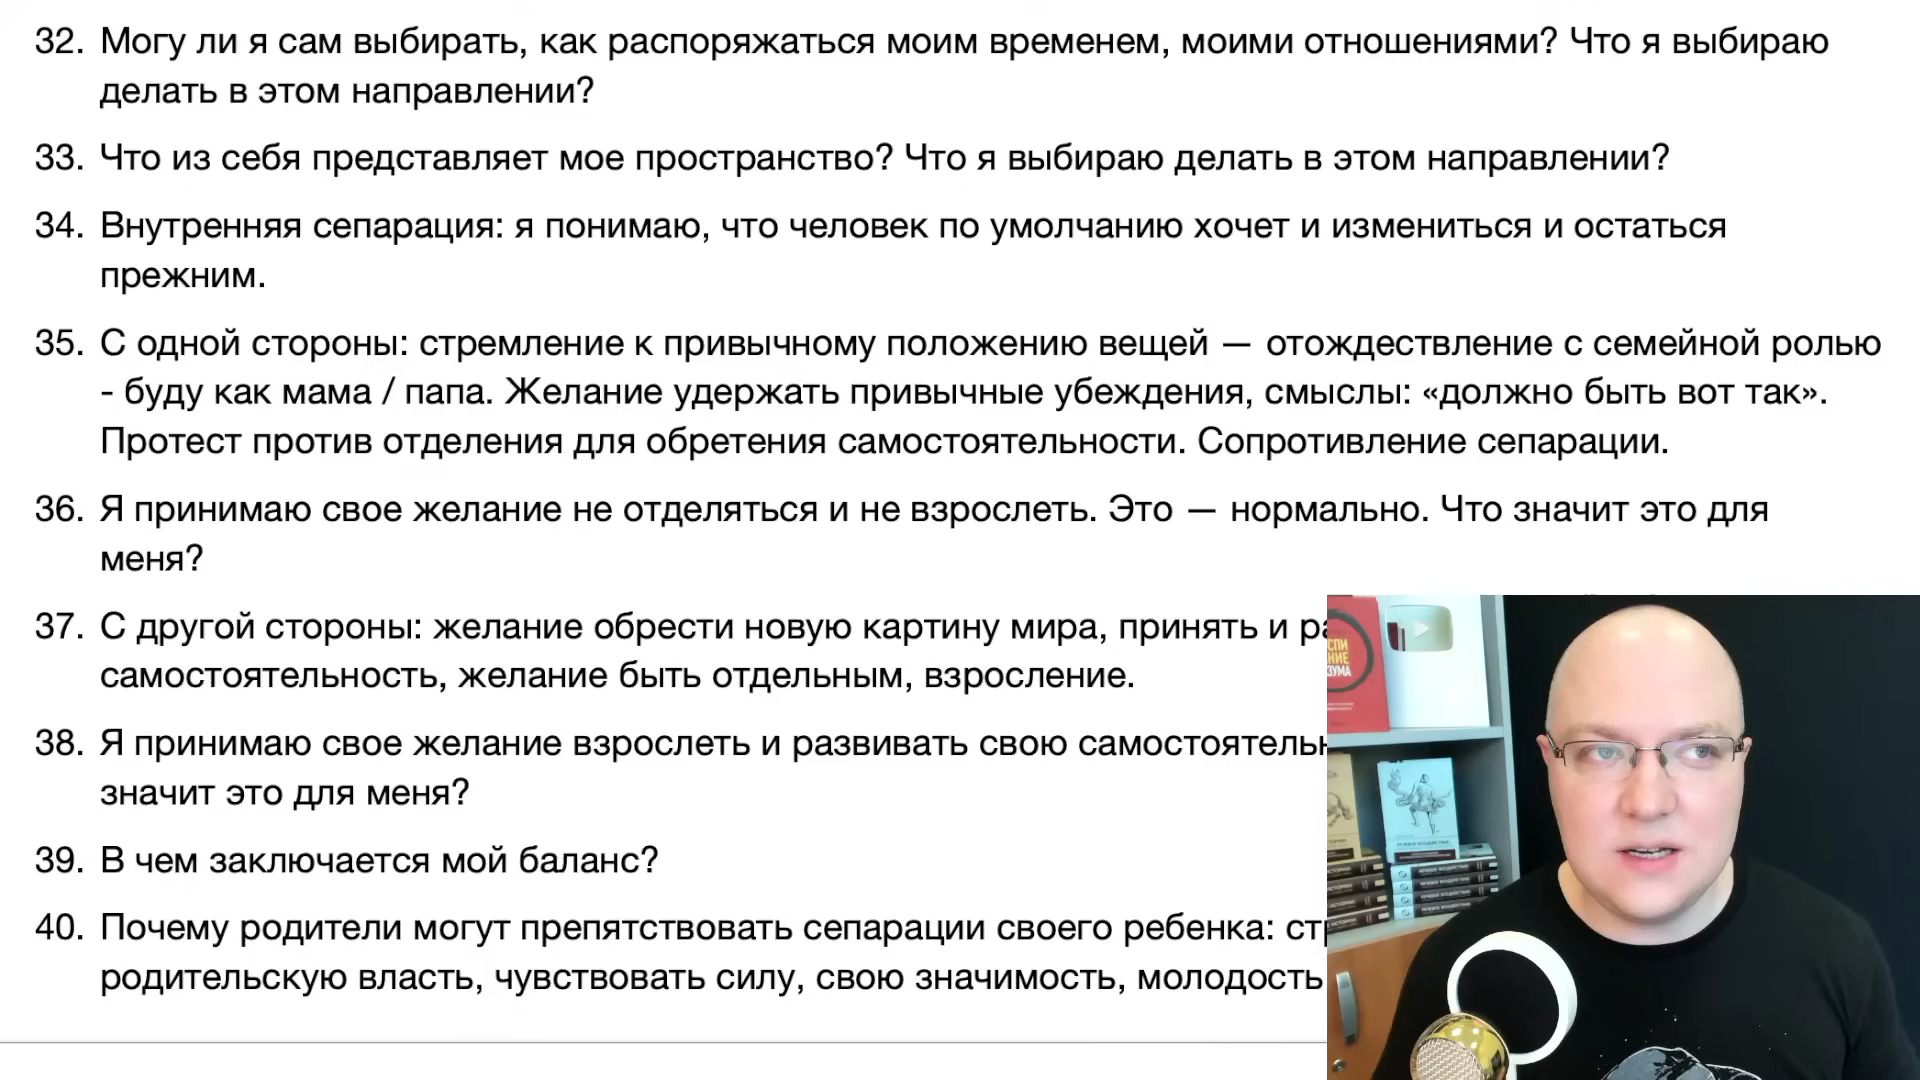 32. Могу ли я сам выбирать, как распоряжаться моим временем, моими отношениями? Что я выбираю
делать в этом направлении?
33. Что из себя представляет мое пространство? Что я выбираю делать в этом направлении?
34. Внутренняя сепарация: я понимаю, что человек по умолчанию хочет и измениться и остаться
прежним.
35. С одной стороны: стремление к привычному положению вещей — отождествление с семейной ролью
- буду как мама / папа. Желание удержать привычные убеждения, смыслы: «должно быть вот так».
Протест против отделения для обретения самостоятельности. Сопротивление сепарации.
36. Я принимаю свое желание не отделяться и не взрослеть. Это — нормально. Что значит это для
меня?
37. С другой стороны: желание обрести новую картину мира, принять и
самостоятельность, желание быть отдельным, взросление.
38. Я принимаю свое желание взрослеть и развивать свою
значит это для меня?
39. В чем заключается мой баланс?
40. Почему родители могут препятствовать сепарации своего ребенка:
родительскую власть, чувствовать силу, свою значимость, молодость
РЕЧЕВОЕ ВОЗДЕЙСТВИЕ
РЕЧЕВОЕ ВОЗДЕЙСТВИЕ
РЕЧЕВОЕ ВОЗДЕЙСТВИЕ